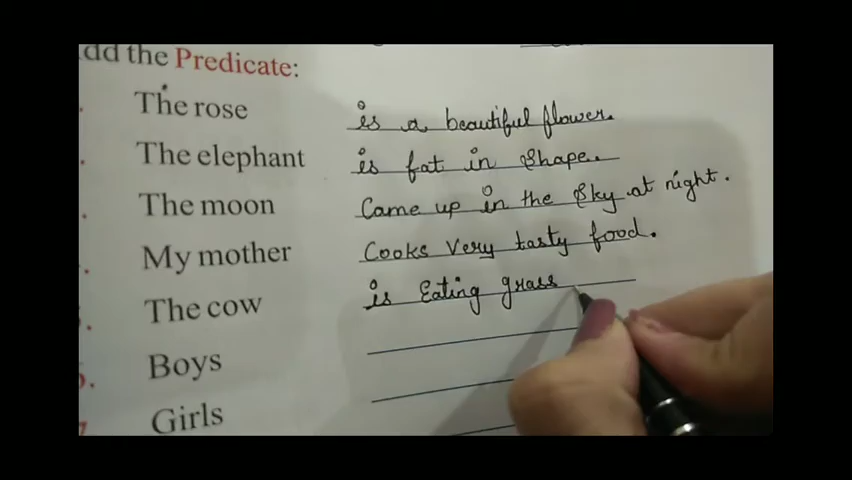 dd the Predicate:
The rose is a beautiful flower.
The elephant is fat in Shape.
The moon Came up in the Sky at night.
My mother Cooks Very tasty food.
The cow is Eating grass
Boys
Girls